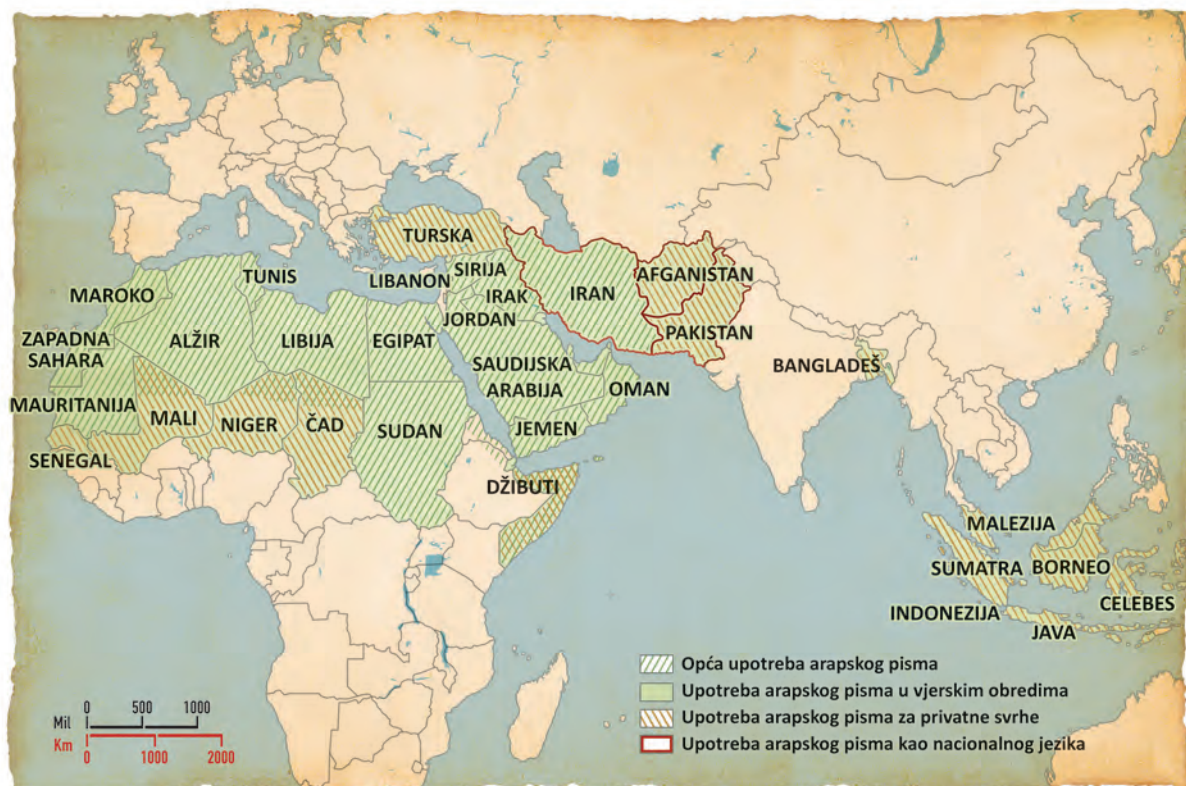 TURSKA
TUNIS
LIBANON
SIRIJA
IRAK
JORDAN
IRAN
AFGANISTAN
PAKISTAN
MAROKO
ZAPADNA
SAHARA
ALŽIR
LIBIJA
EGIPAT
SAUDIJSKA
ARABIJA
OMAN
JEMEN
BANGLADEŠ
MAURITANIJA
MALI
NIGER
ČAD
SUDAN
SENEGAL
DŽIBUTI
MALEZIJA
SUMATRA
BORNEO
INDONEZIJA
CELEBES
JAVA
Opća upotreba arapskog pisma
Upotreba arapskog pisma u vjerskim obredima
Upotreba arapskog pisma za privatne svrhe
Upotreba arapskog pisma kao nacionalnog jezika
0 500 1000
Mil
Km
0 1000 2000